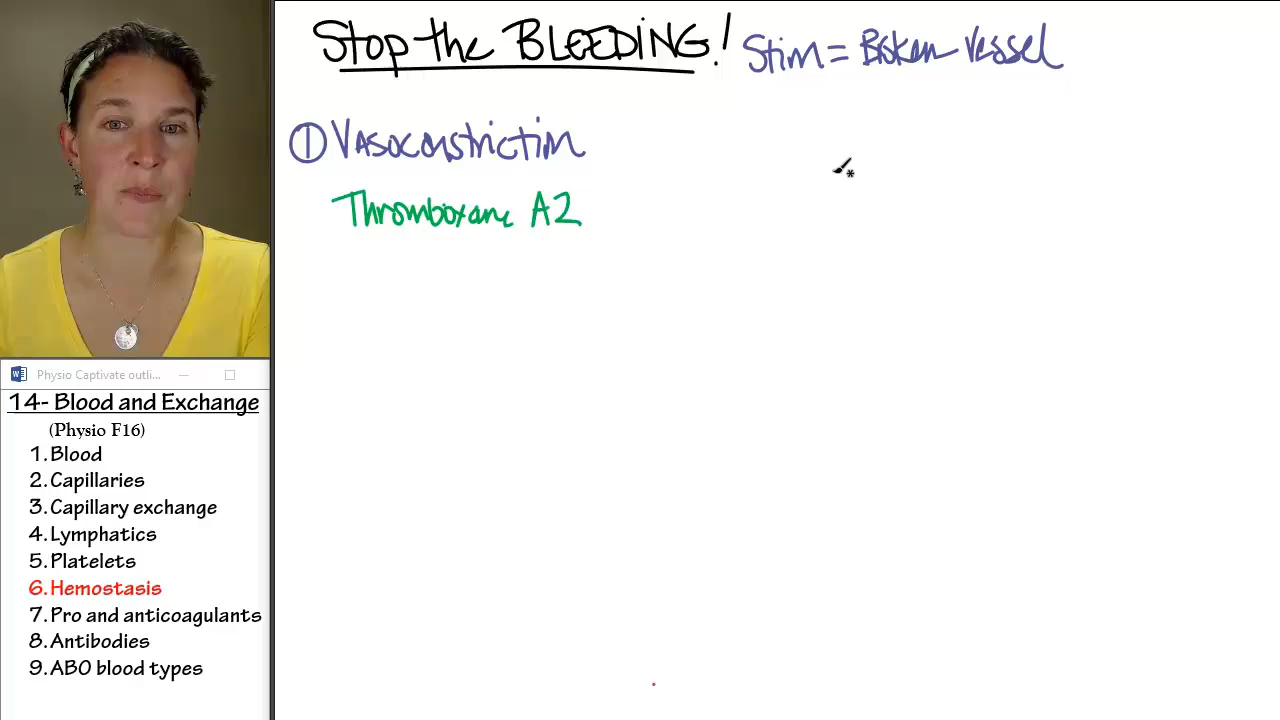 Stop the BLEEDING!
Stim = Broken Vessel
① Vasoconstriction
Thromboxane A2
Physio Captivate outli...
14- Blood and Exchange
(Physio F16)
1. Blood
2. Capillaries
3. Capillary exchange
4. Lymphatics
5. Platelets
6. Hemostasis
7. Pro and anticoagulants
8. Antibodies
9. ABO blood types